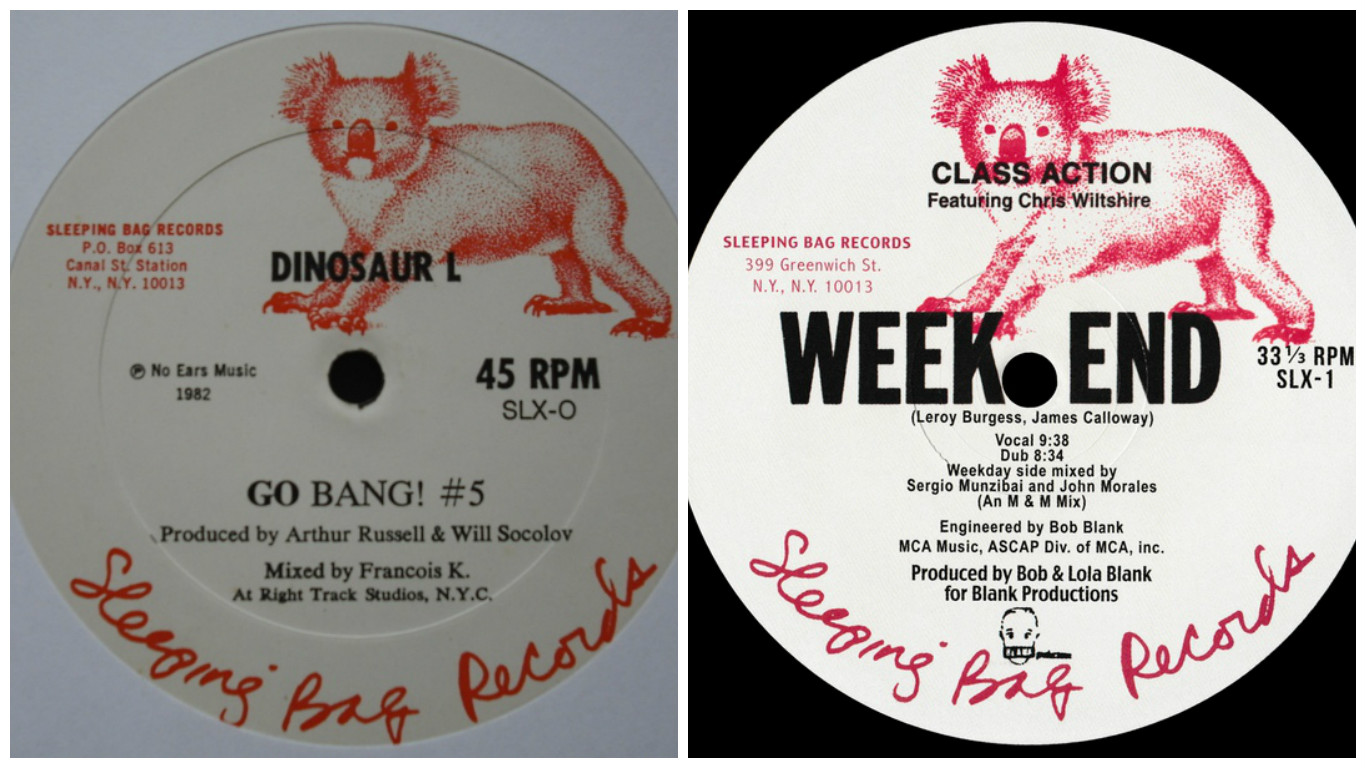 DINOSAUR L
SLEEPING BAG RECORDS
P.O. Box 613
Canal St. Station
N.Y., N.Y. 10013
℗ No Ears Music
1982
45 RPM
SLX-O
GO BANG! #5
Produced by Arthur Russell & Will Socolov
Mixed by Francois K.
At Right Track Studios, N.Y.C.
Sleeping Bag Records
CLASS ACTION
Featuring Chris Wiltshire
SLEEPING BAG RECORDS
399 Greenwich St.
N.Y., N.Y. 10013
WEEK END
33 ⅓ RPM
SLX-1
(Leroy Burgess, James Calloway)
Vocal 9:38
Dub 8:34
Weekday side mixed by
Sergio Munzibai and John Morales
(An M & M Mix)
Engineered by Bob Blank
MCA Music, ASCAP Div. of MCA, inc.
Produced by Bob & Lola Blank
for Blank Productions
Sleeping Bag Records